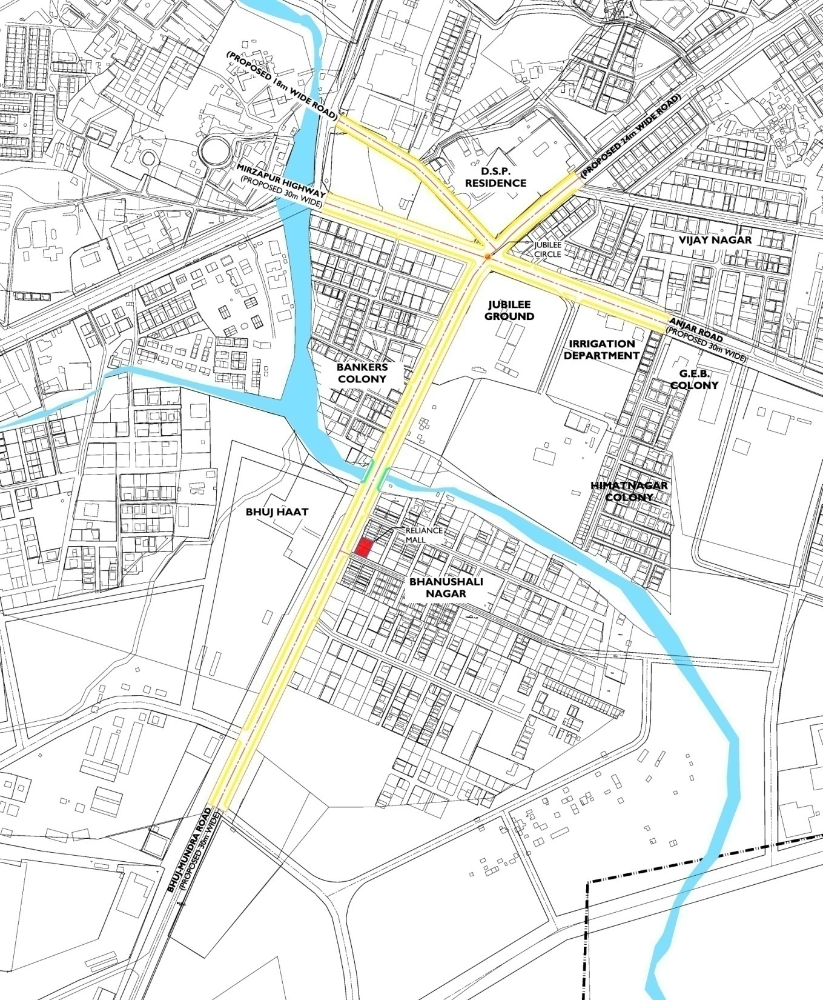 (PROPOSED 18m WIDE ROAD)
(PROPOSED 24m WIDE ROAD)
MIRZAPUR HIGHWAY
(PROPOSED 30m WIDE)
D.S.P.
RESIDENCE
VIJAY NAGAR
JUBILEE
CIRCLE
JUBILEE
GROUND
ANJAR ROAD
(PROPOSED 30m WIDE)
IRRIGATION
DEPARTMENT
BANKERS
COLONY
G.E.B.
COLONY
HIMATNAGAR
COLONY
BHUJ HAAT
RELIANCE
MALL
BHANUSHALI
NAGAR
BHUJ-MUNDRA ROAD
(PROPOSED 30m WIDE)